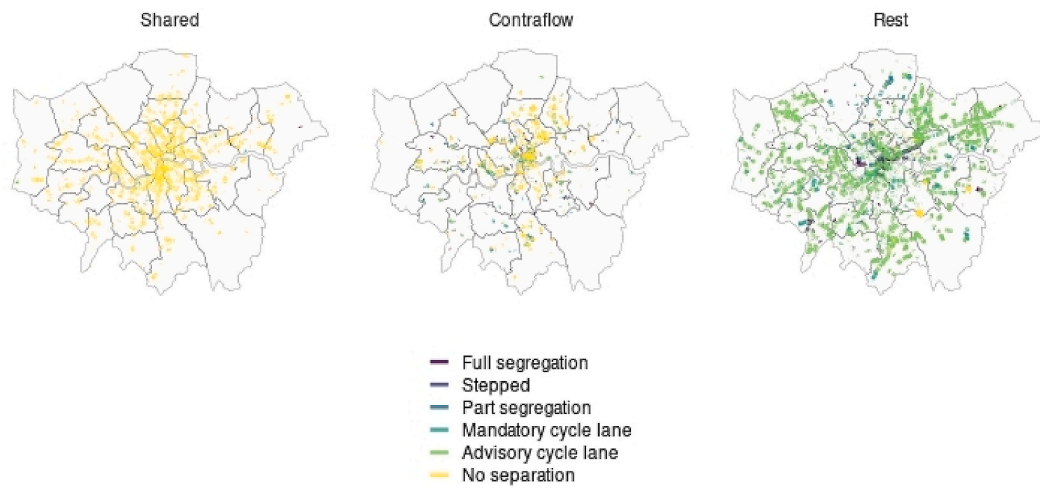 Shared
Contraflow
Rest
Full segregation
Stepped
Part segregation
Mandatory cycle lane
Advisory cycle lane
No separation